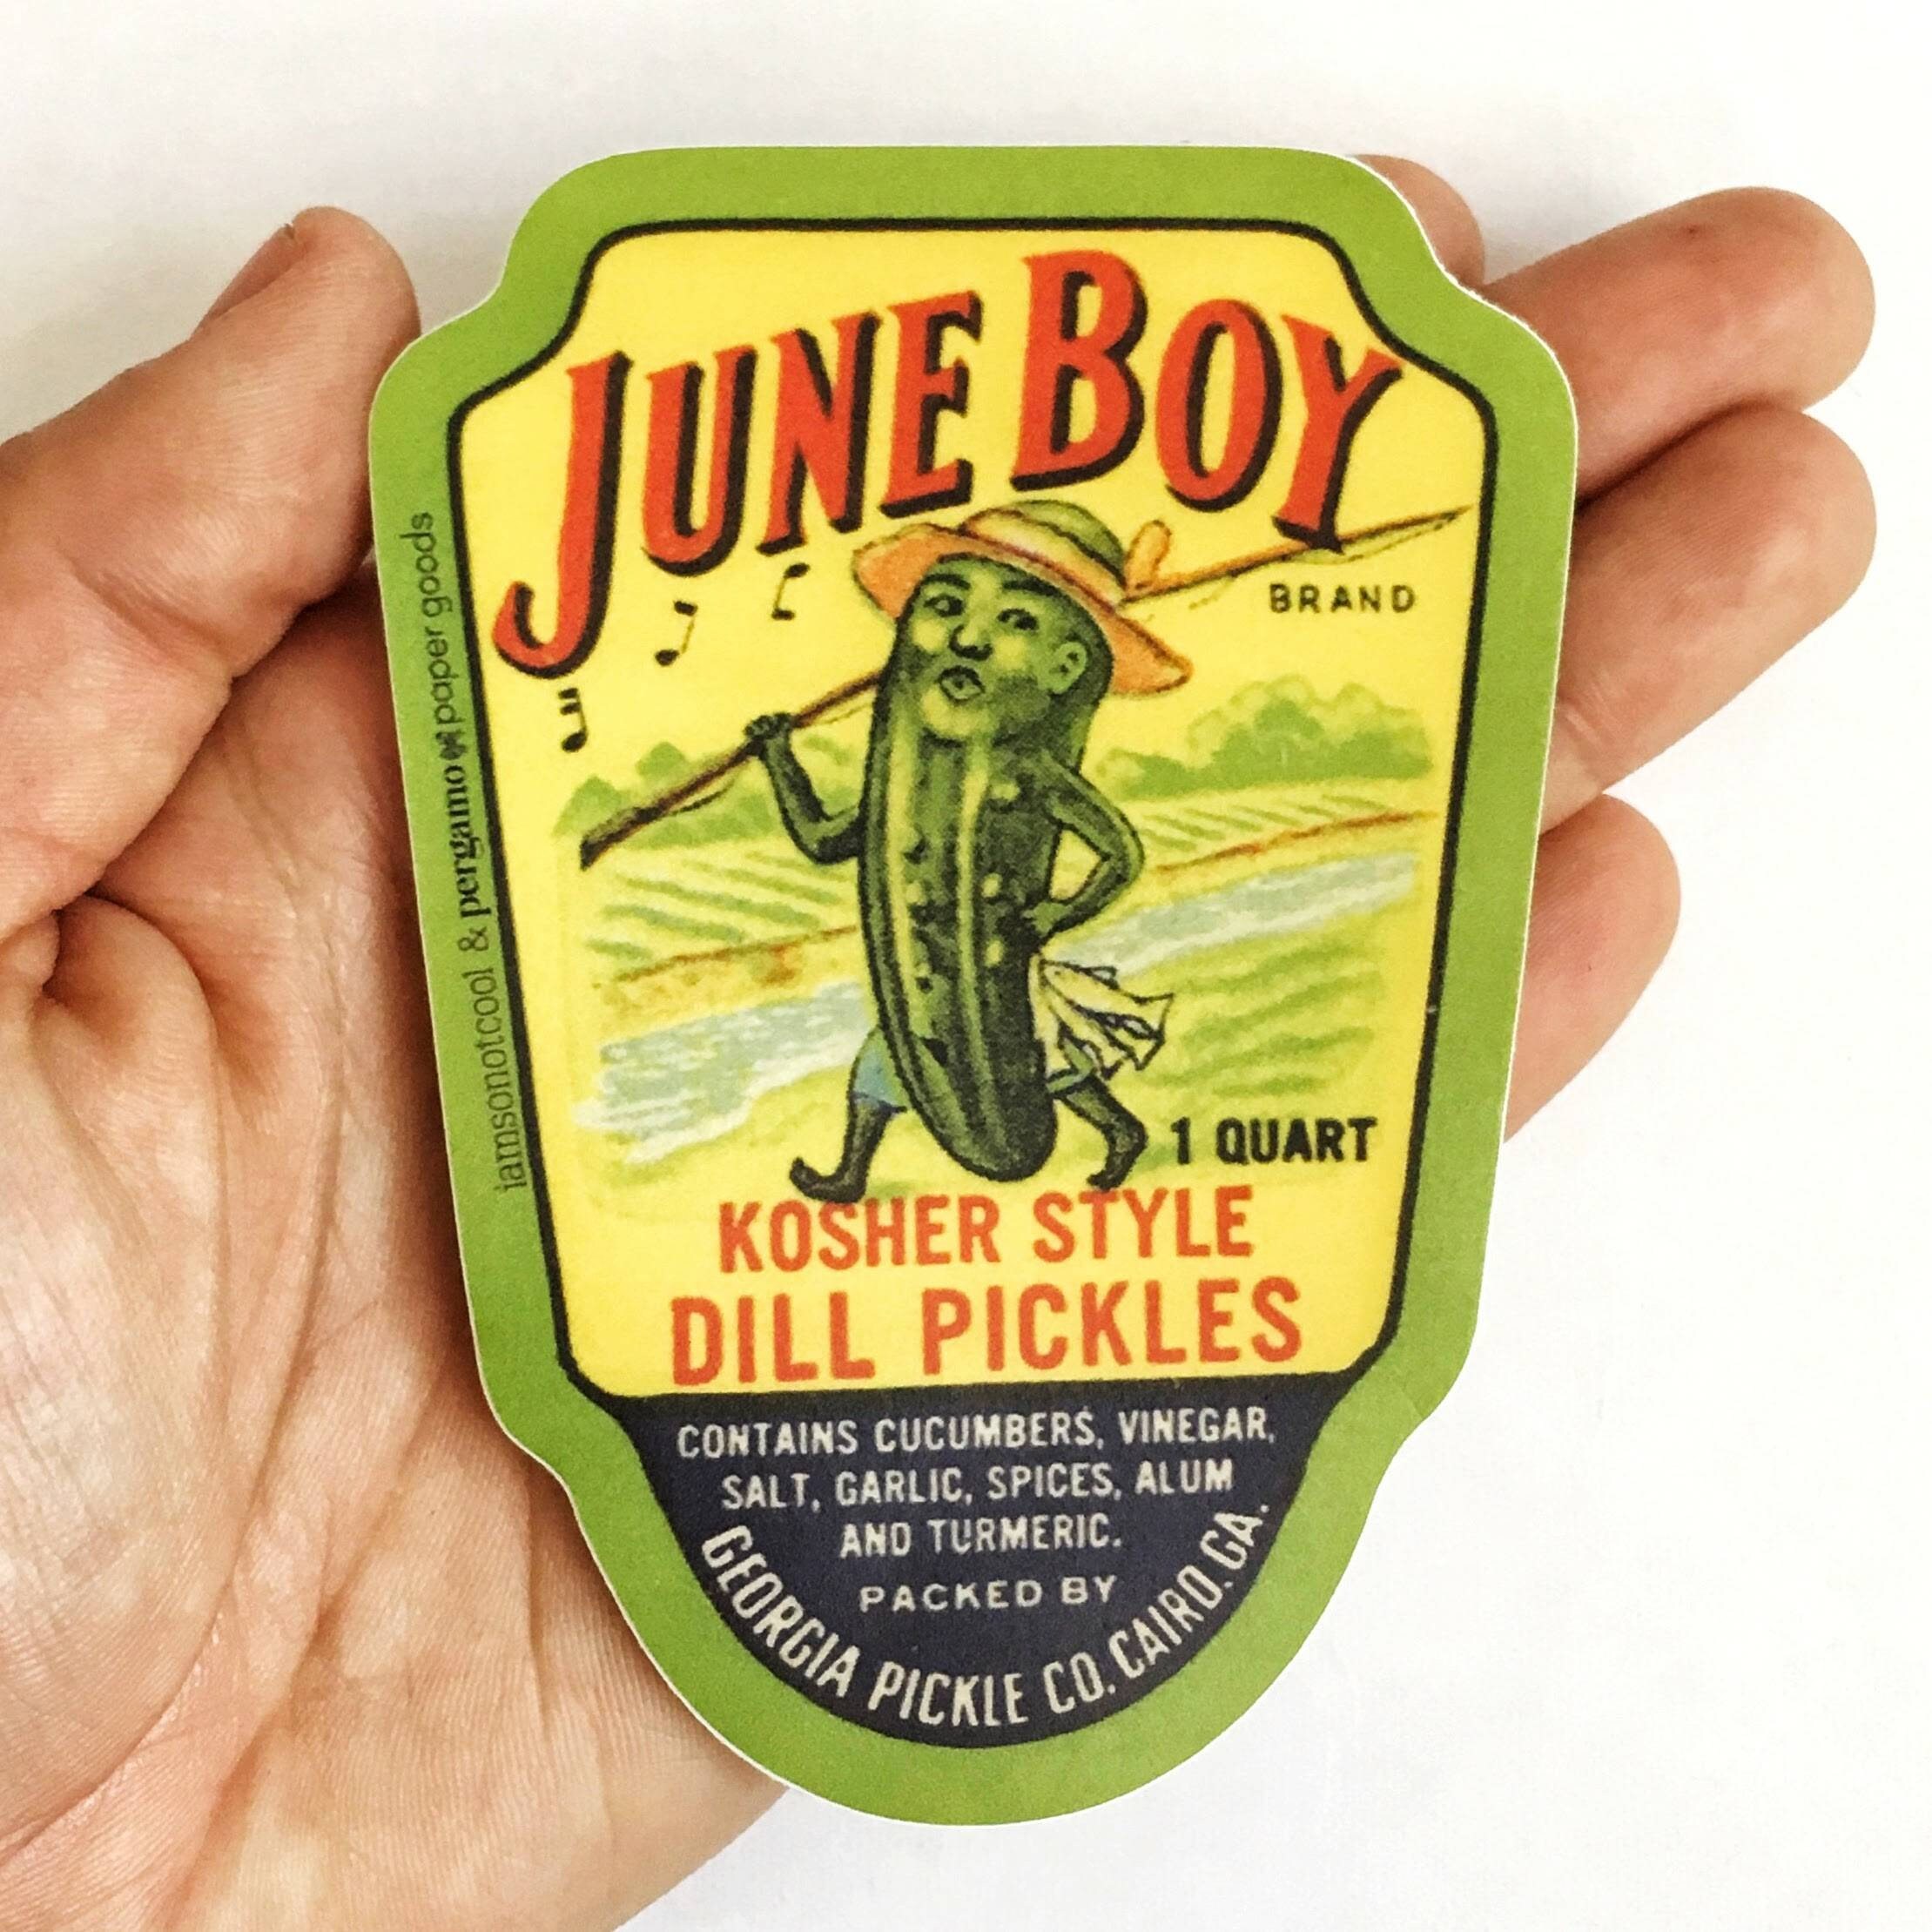 JUNE BOY
BRAND
1 QUART
KOSHER STYLE
DILL PICKLES
CONTAINS CUCUMBERS, VINEGAR,
SALT, GARLIC, SPICES, ALUM
AND TURMERIC.
PACKED BY
GEORGIA PICKLE CO. CAIRO. GA.
iamsonotcool & pergamo paper goods